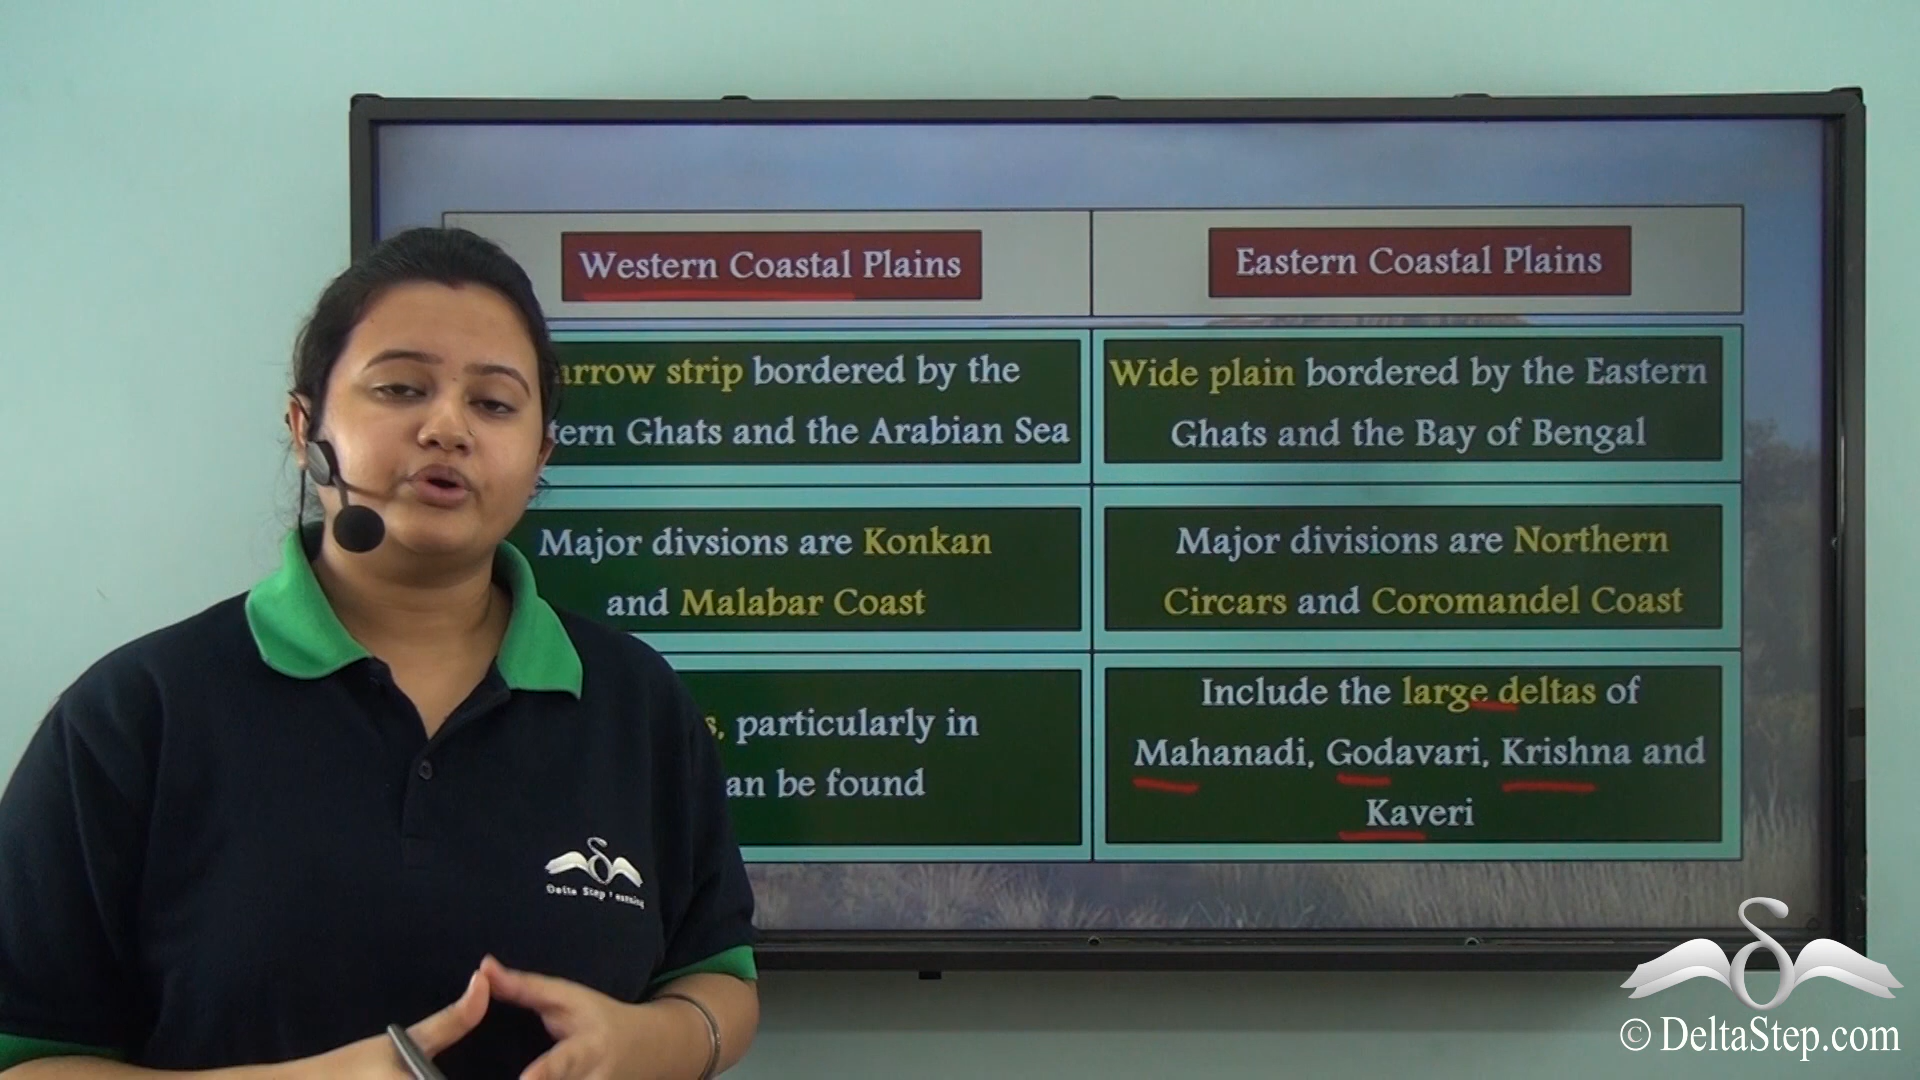 Western Coastal Plains
Eastern Coastal Plains
strip bordered by the
Ghats and the Arabian Sea
Wide plain bordered by the Eastern
Ghats and the Bay of Bengal
Major divsions are Konkan
and Malabar Coast
Major divisions are Northern
Circars and Coromandel Coast
particularly in
be found
Include the large deltas of
Mahanadi, Godavari, Krishna and
Kaveri
Delta Step Learning
© DeltaStep.com